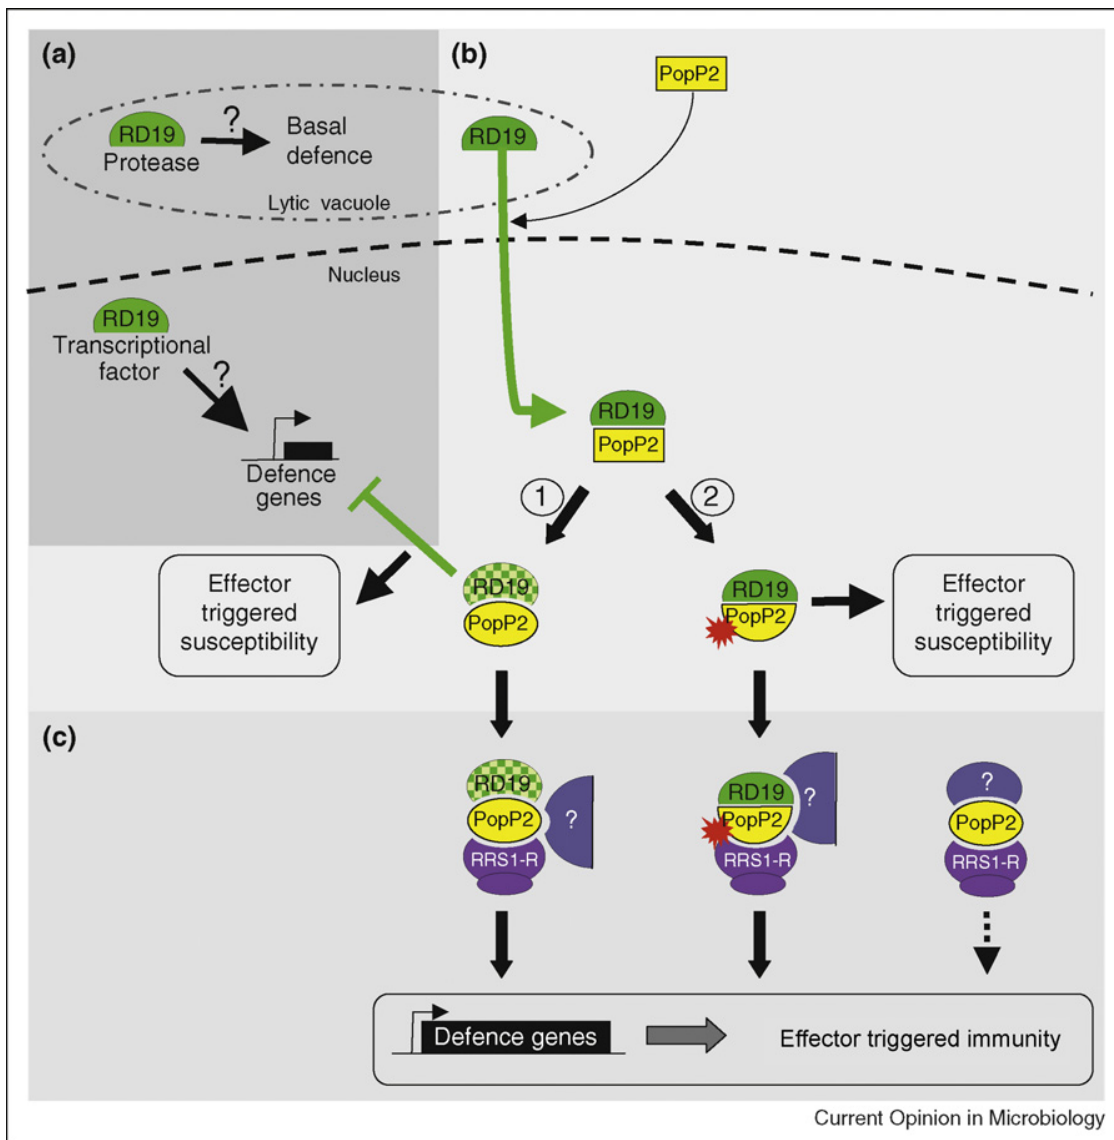 (a)
RD19
Protease
?
Basal
defence
Lytic vacuole
Nucleus
RD19
Transcriptional
factor
?
Defence
genes
(b)
PopP2
RD19
RD19
PopP2
1
2
Effector
triggered
susceptibility
RD19
PopP2
RD19
PopP2
Effector
triggered
susceptibility
(c)
RD19
PopP2
?
RRS1-R
RD19
PopP2
?
RRS1-R
?
PopP2
RRS1-R
Defence genes
Effector triggered immunity
Current Opinion in Microbiology